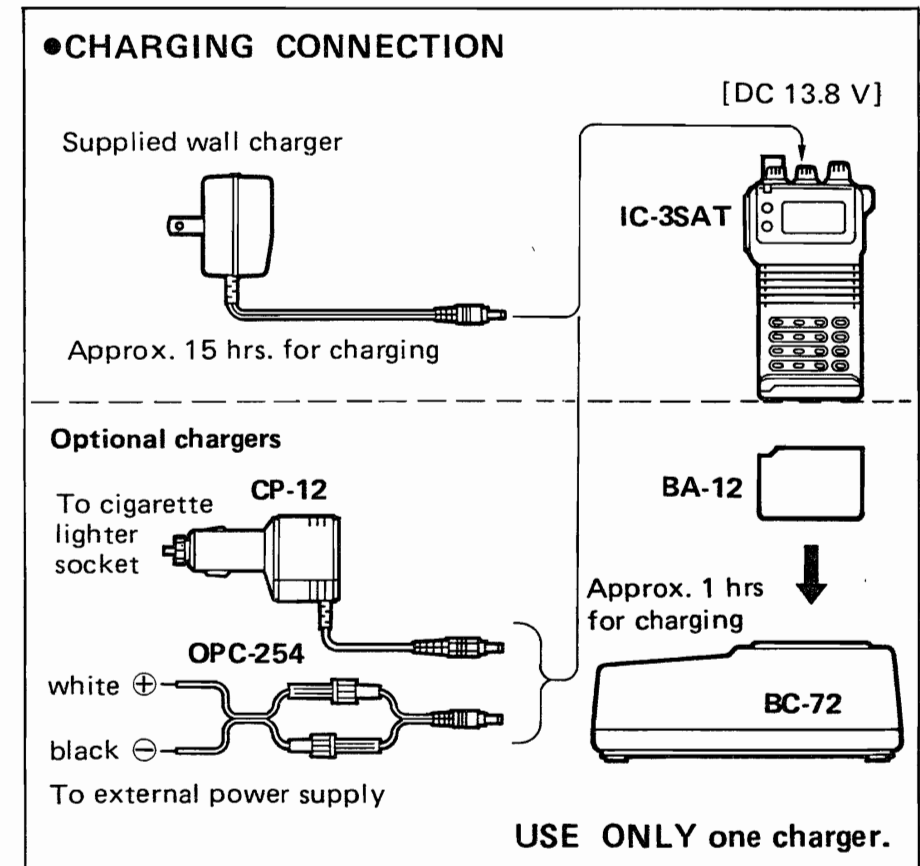 ●CHARGING CONNECTION
[DC 13.8 V]
Supplied wall charger
IC-3SAT
Approx. 15 hrs. for charging
Optional chargers
CP-12
To cigarette
lighter
socket
BA-12
Approx. 1 hrs
for charging
OPC-254
white ⊕
black ⊖
To external power supply
BC-72
USE ONLY one charger.